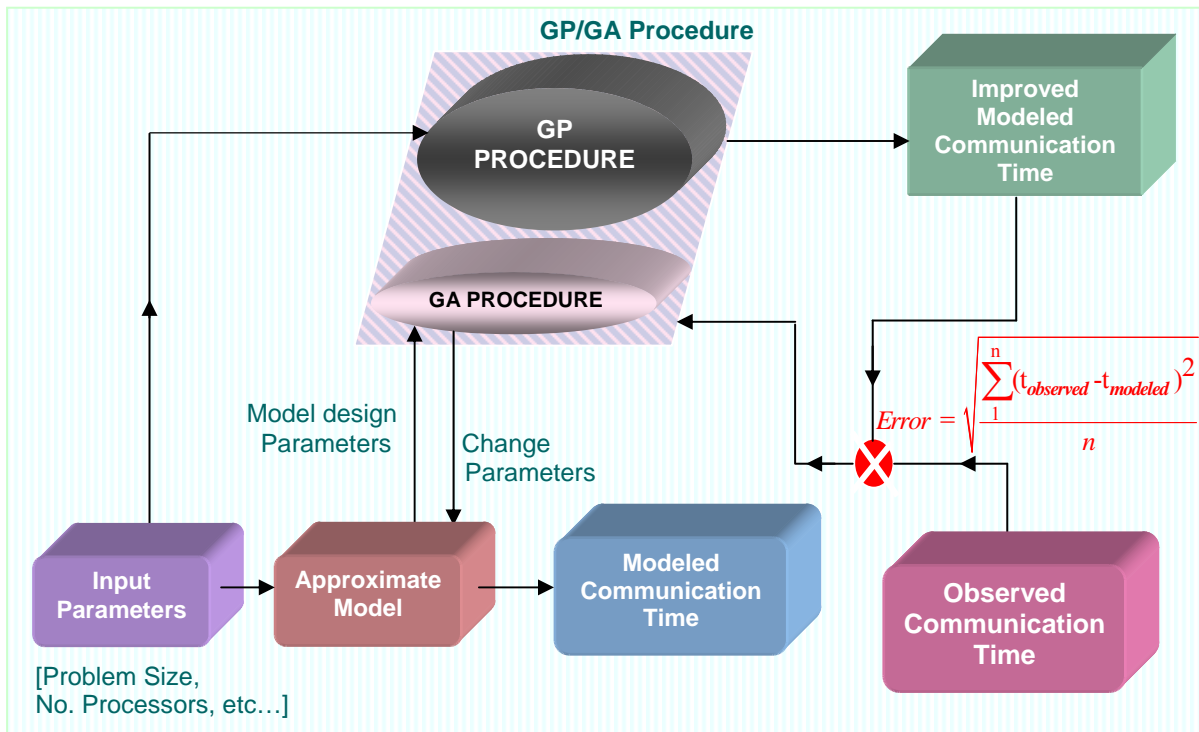 GP/GA Procedure
GP
PROCEDURE
GA PROCEDURE
Improved
Modeled
Communication
Time
Model design
Parameters
Change
Parameters
Error = √(∑₁ⁿ(t_observed - t_modeled)² / n)
Input
Parameters
Approximate
Model
Modeled
Communication
Time
Observed
Communication
Time
[Problem Size,
No. Processors, etc…]